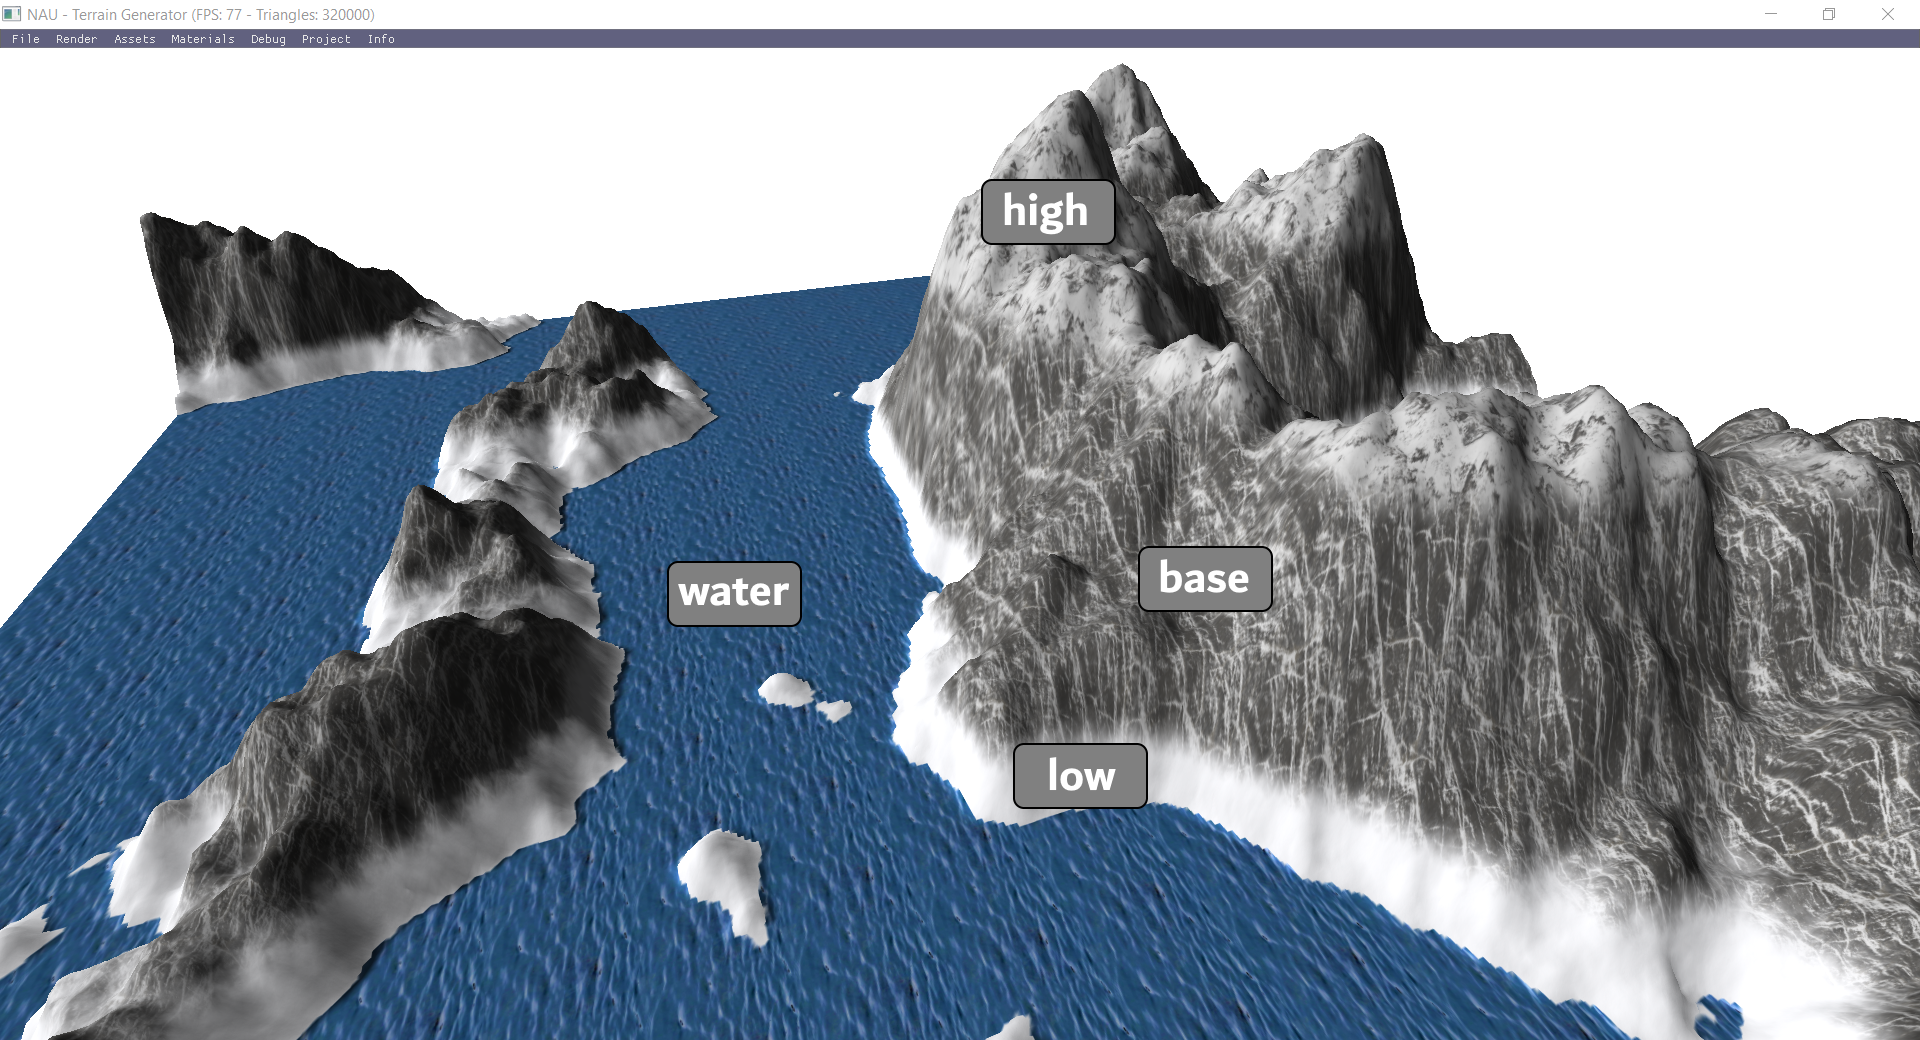 NAU - Terrain Generator (FPS: 77 - Triangles: 320000)
File Render Assets Materials Debug Project Info
high
water
base
low